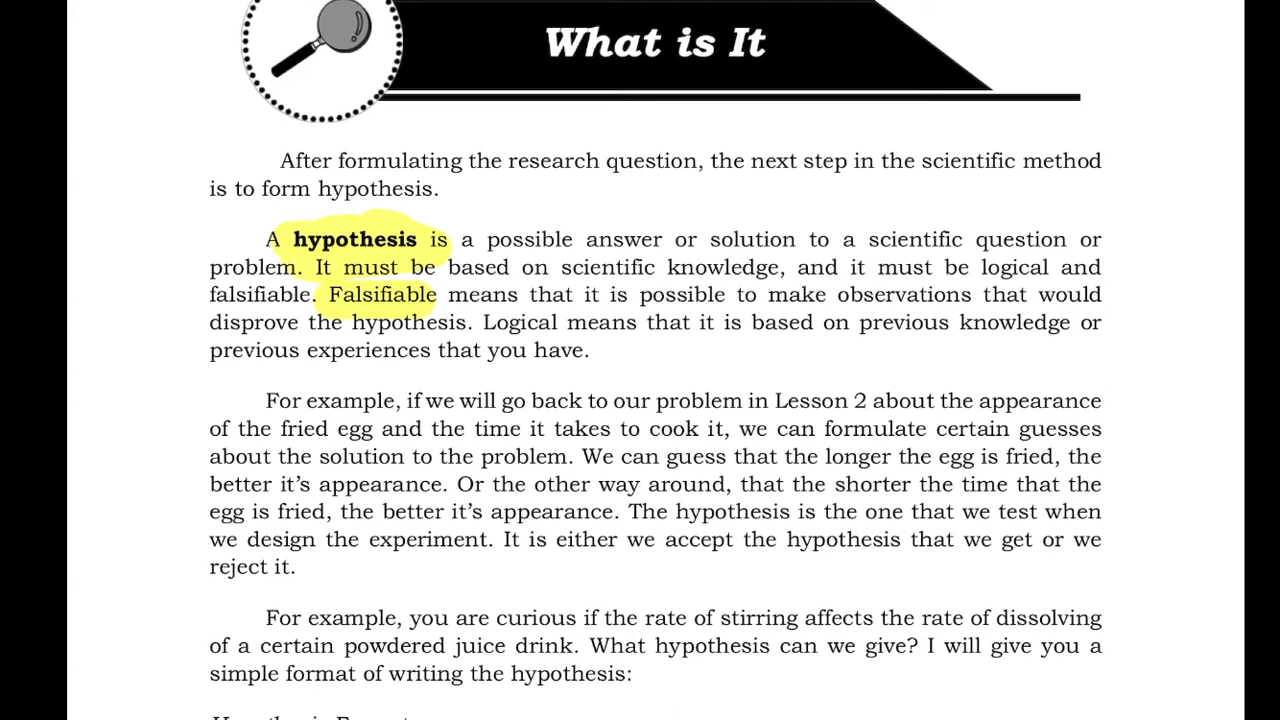 What is It
After formulating the research question, the next step in the scientific method
is to form hypothesis.
A hypothesis is a possible answer or solution to a scientific question or
problem. It must be based on scientific knowledge, and it must be logical and
falsifiable. Falsifiable means that it is possible to make observations that would
disprove the hypothesis. Logical means that it is based on previous knowledge or
previous experiences that you have.
For example, if we will go back to our problem in Lesson 2 about the appearance
of the fried egg and the time it takes to cook it, we can formulate certain guesses
about the solution to the problem. We can guess that the longer the egg is fried, the
better it’s appearance. Or the other way around, that the shorter the time that the
egg is fried, the better it’s appearance. The hypothesis is the one that we test when
we design the experiment. It is either we accept the hypothesis that we get or we
reject it.
For example, you are curious if the rate of stirring affects the rate of dissolving
of a certain powdered juice drink. What hypothesis can we give? I will give you a
simple format of writing the hypothesis: